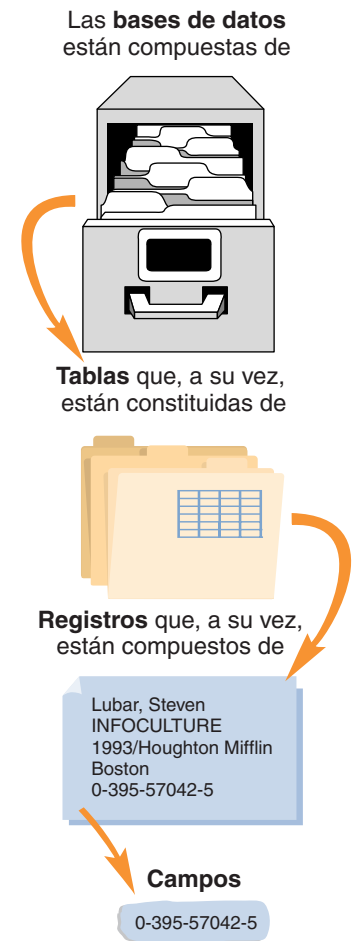 Las bases de datos
están compuestas de
Tablas que, a su vez,
están constituidas de
Registros que, a su vez,
están compuestos de
Lubar, Steven
INFOCULTURE
1993/Houghton Mifflin
Boston
0-395-57042-5
Campos
0-395-57042-5